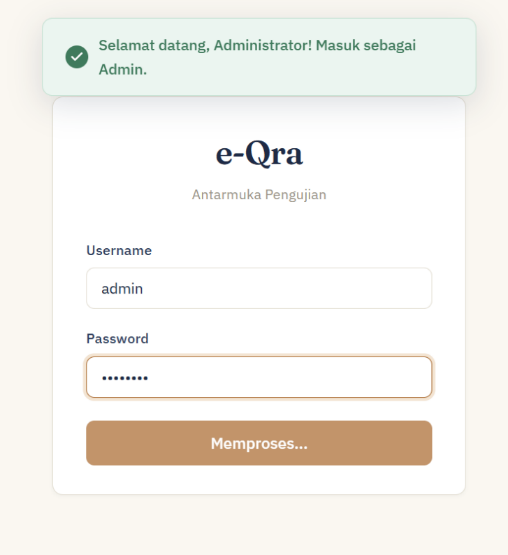 Selamat datang, Administrator! Masuk sebagai
Admin.
e-Qra
Antarmuka Pengujian
Username
admin
Password
••••••••
Memproses...